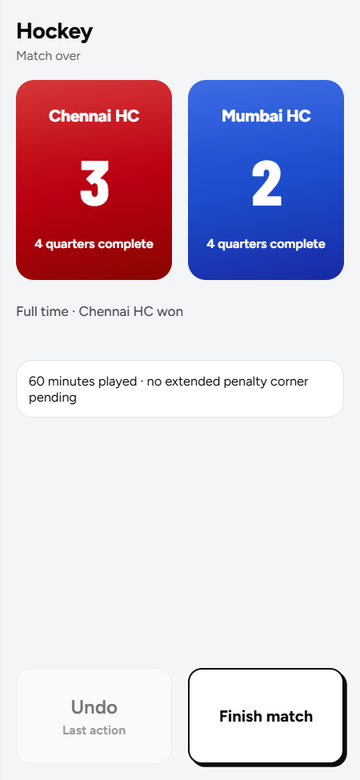 Hockey
Match over
Chennai HC
3
4 quarters complete
Mumbai HC
2
4 quarters complete
Full time · Chennai HC won
60 minutes played · no extended penalty corner
pending
Undo
Last action
Finish match